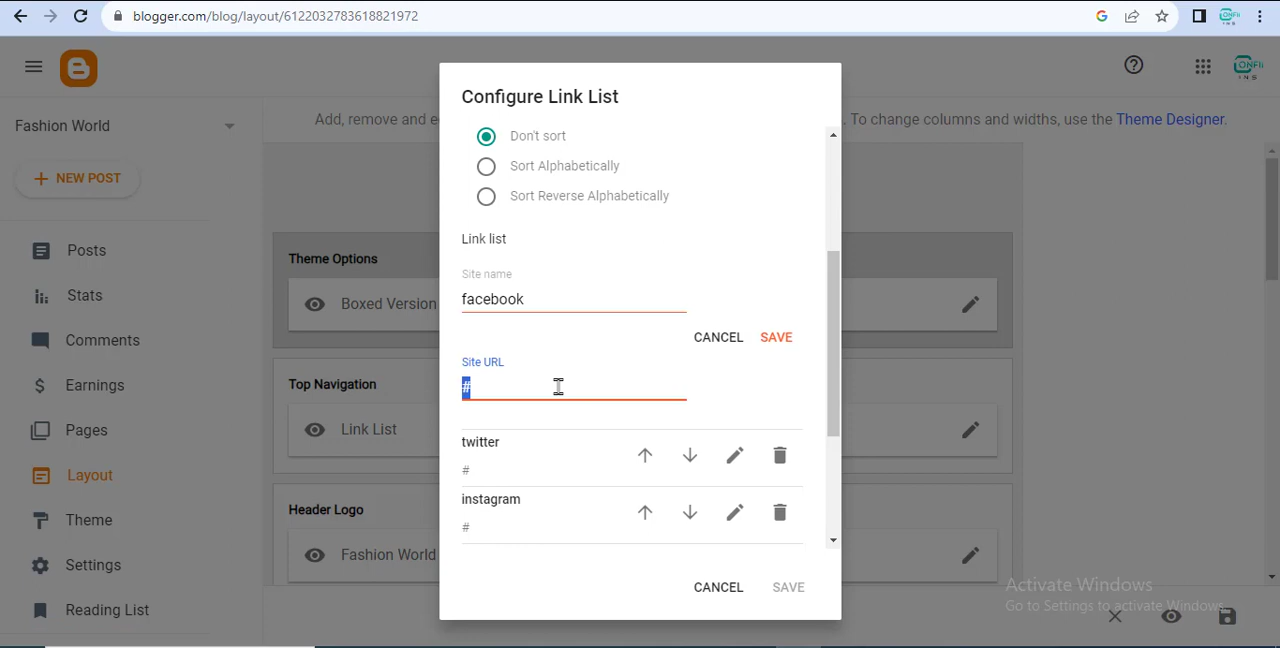 blogger.com/blog/layout/6122032783618821972
Fashion World
NEW POST
Posts
Stats
Comments
Earnings
Pages
Layout
Theme
Settings
Reading List
Add, remove and e
. To change columns and widths, use the Theme Designer.
Theme Options
Boxed Version
Top Navigation
Link List
Header Logo
Fashion World
Configure Link List
Don't sort
Sort Alphabetically
Sort Reverse Alphabetically
Link list
Site name
facebook
CANCEL SAVE
Site URL
#
twitter
#
instagram
#
CANCEL SAVE
Activate Windows
Go to Settings to activate Windows.